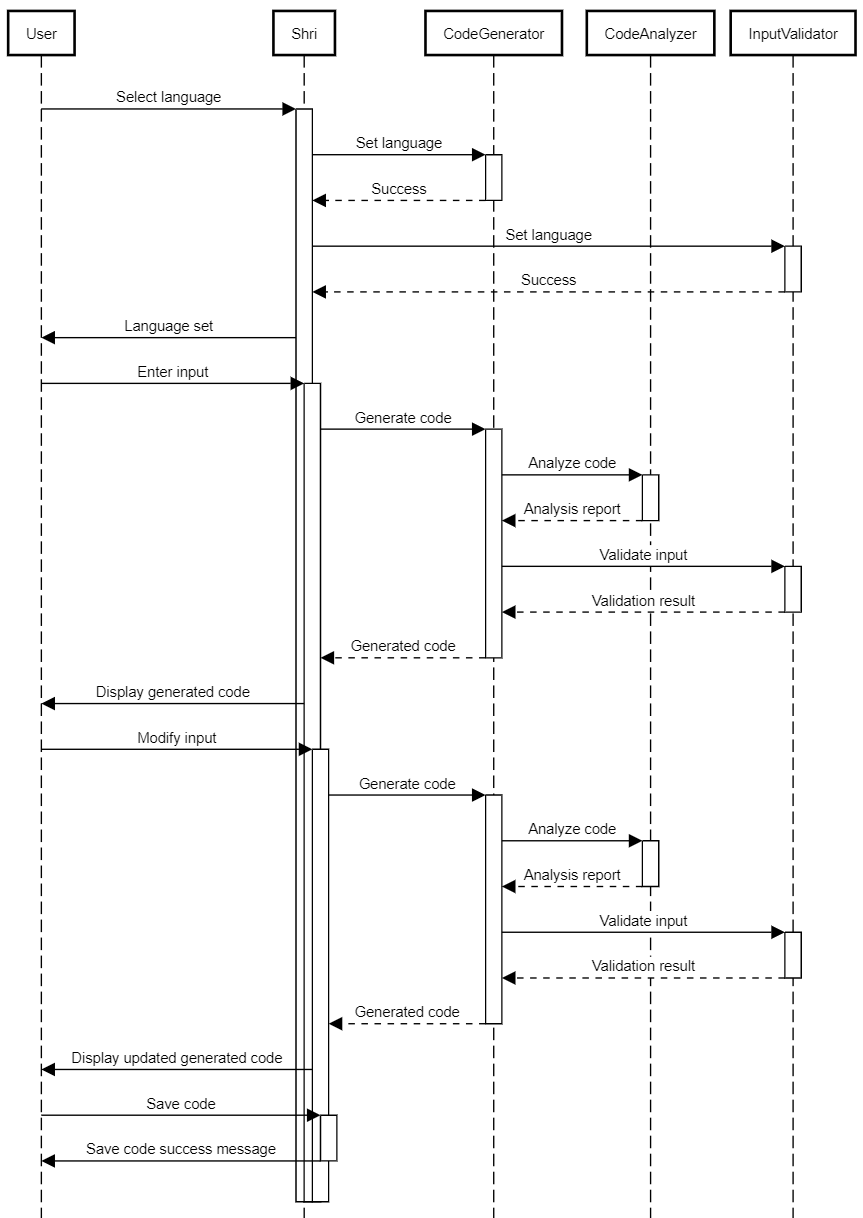 User
Shri
CodeGenerator
CodeAnalyzer
InputValidator
Select language
Set language
Success
Set language
Success
Language set
Enter input
Generate code
Analyze code
Analysis report
Validate input
Validation result
Generated code
Display generated code
Modify input
Generate code
Analyze code
Analysis report
Validate input
Validation result
Generated code
Display updated generated code
Save code
Save code success message